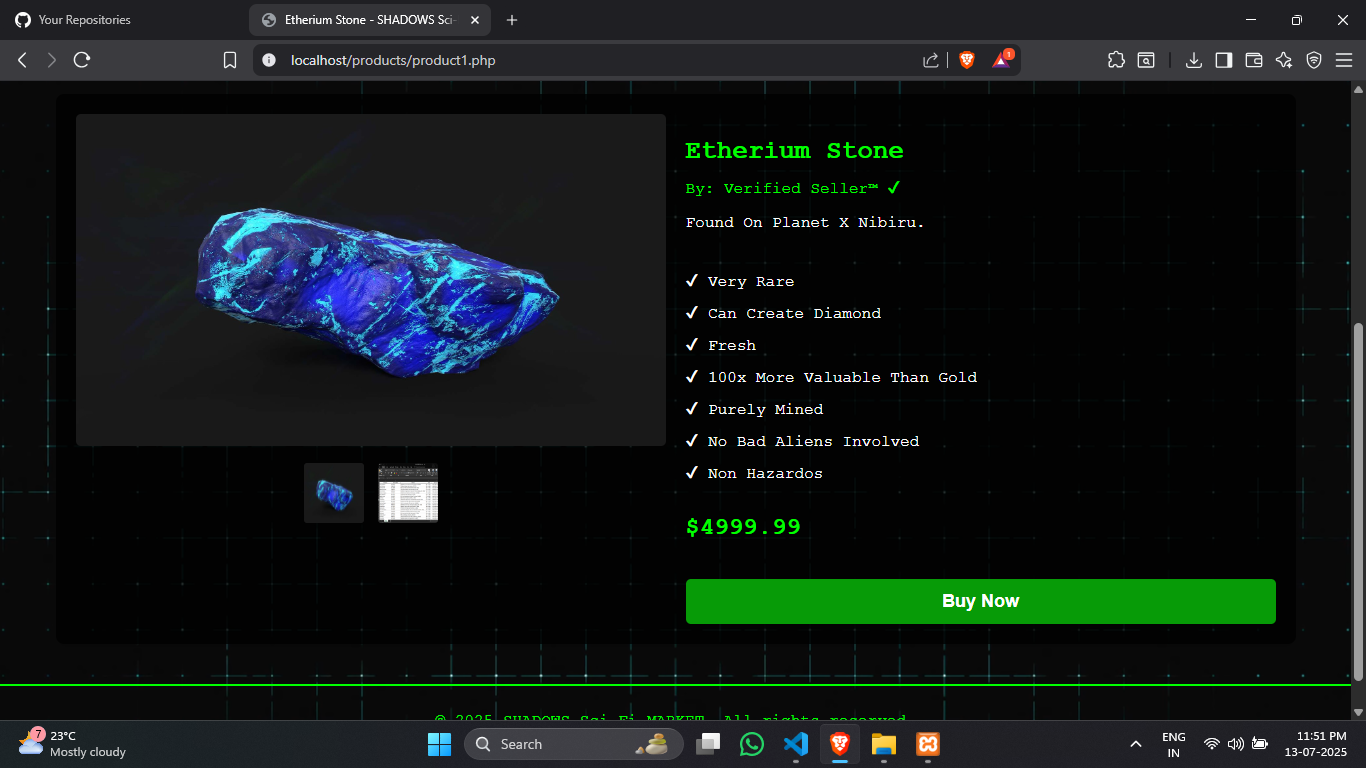 Your Repositories
Etherium Stone - SHADOWS Sci-
localhost/products/product1.php
1
Etherium Stone
By: Verified Seller™ ✓
Found On Planet X Nibiru.
✓ Very Rare
✓ Can Create Diamond
✓ Fresh
✓ 100x More Valuable Than Gold
✓ Purely Mined
✓ No Bad Aliens Involved
✓ Non Hazardos
$4999.99
Buy Now
© 2025 SHADOWS Sci-Fi MARKET. All rights reserved
7
23°C
Mostly cloudy
Search
ENG
IN
11:51 PM
13-07-2025